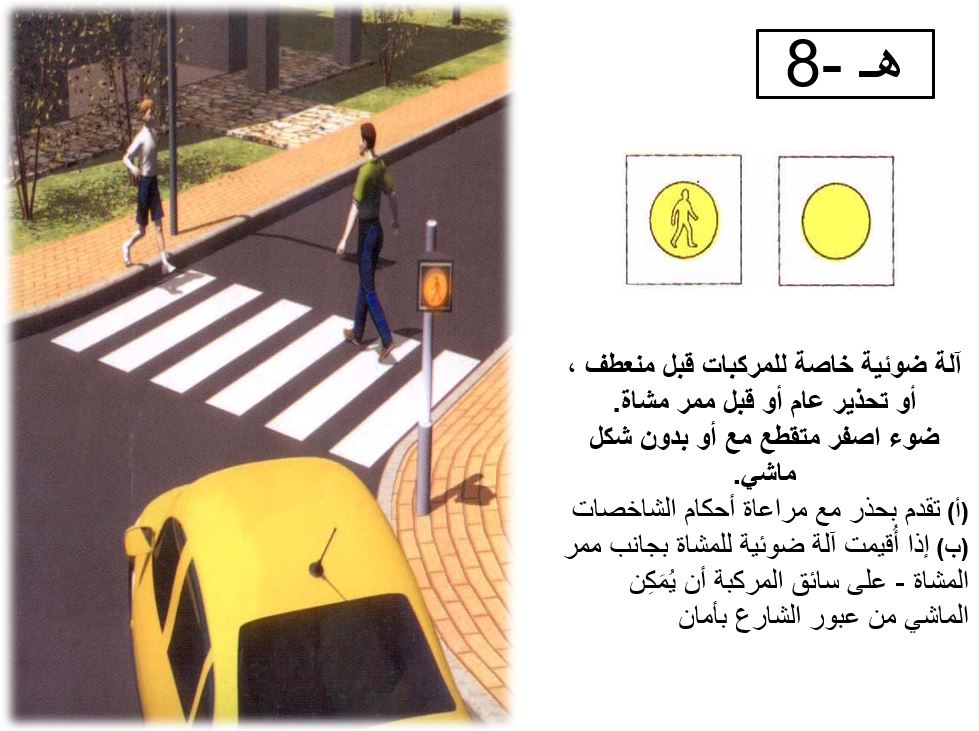 هـ -8
آلة ضوئية خاصة للمركبات قبل منعطف ،
أو تحذير عام أو قبل ممر مشاة.
ضوء اصفر متقطع مع أو بدون شكل
ماشي.
(أ) تقدم بحذر مع مراعاة أحكام الشاخصات
(ب) إذا أُقيمت آلة ضوئية للمشاة بجانب ممر
المشاة - على سائق المركبة أن يُمَكِن
الماشي من عبور الشارع بأمان